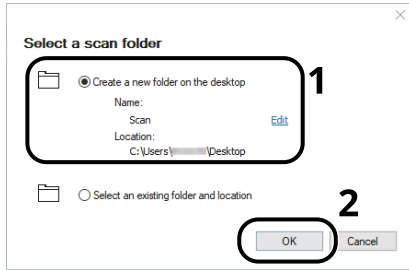 Select a scan folder
Create a new folder on the desktop
1
Name:
Scan
Edit
Location:
C:\Users\ \Desktop
Select an existing folder and location
2
OK
Cancel